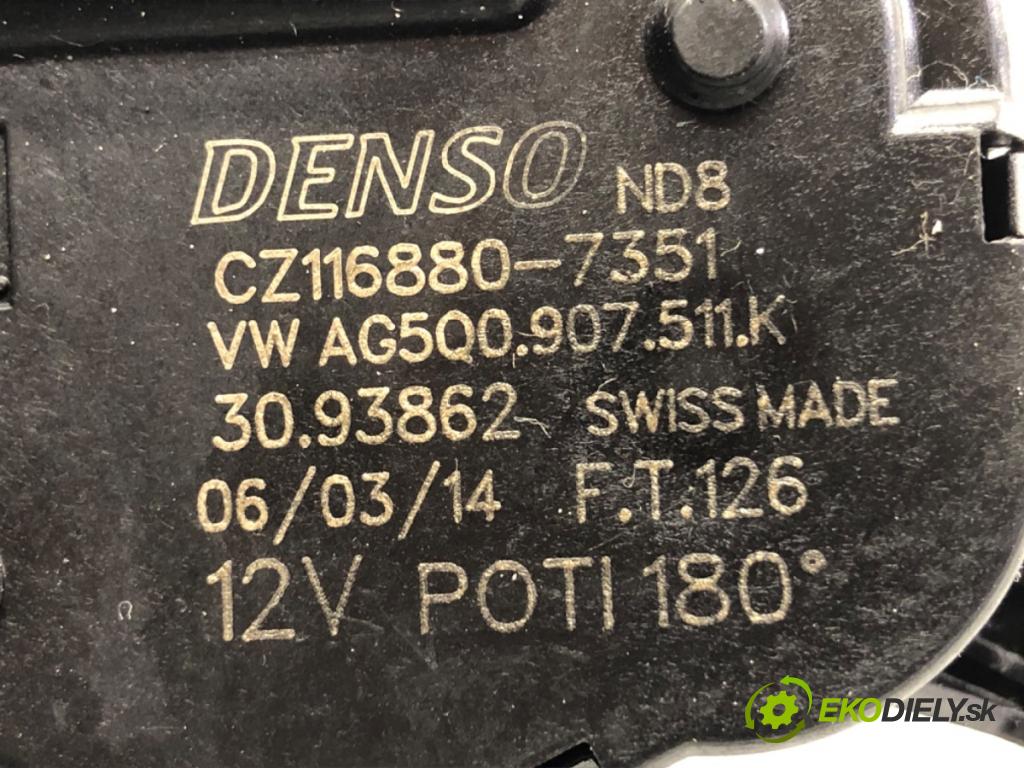 DENSO ND8
CZ116880-7351
VW AG5Q0.907.511.K
30.93862 SWISS MADE
06/03/14 F.T.126
12V POTI 180°
EKODIELY.sk